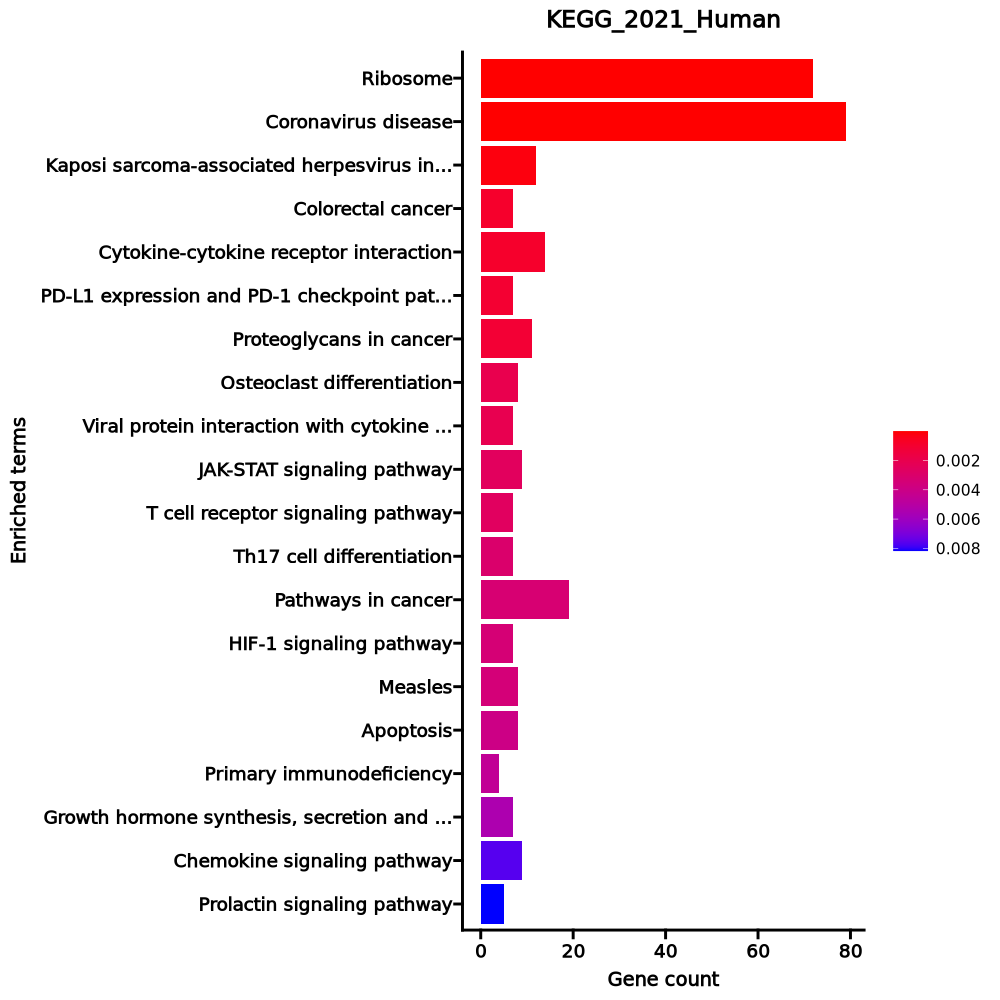 KEGG_2021_Human
Ribosome
Coronavirus disease
Kaposi sarcoma-associated herpesvirus in...
Colorectal cancer
Cytokine-cytokine receptor interaction
PD-L1 expression and PD-1 checkpoint pat...
Proteoglycans in cancer
Osteoclast differentiation
Viral protein interaction with cytokine ...
JAK-STAT signaling pathway
T cell receptor signaling pathway
Th17 cell differentiation
Pathways in cancer
HIF-1 signaling pathway
Measles
Apoptosis
Primary immunodeficiency
Growth hormone synthesis, secretion and ...
Chemokine signaling pathway
Prolactin signaling pathway
Enriched terms
0 20 40 60 80
Gene count
0.002
0.004
0.006
0.008